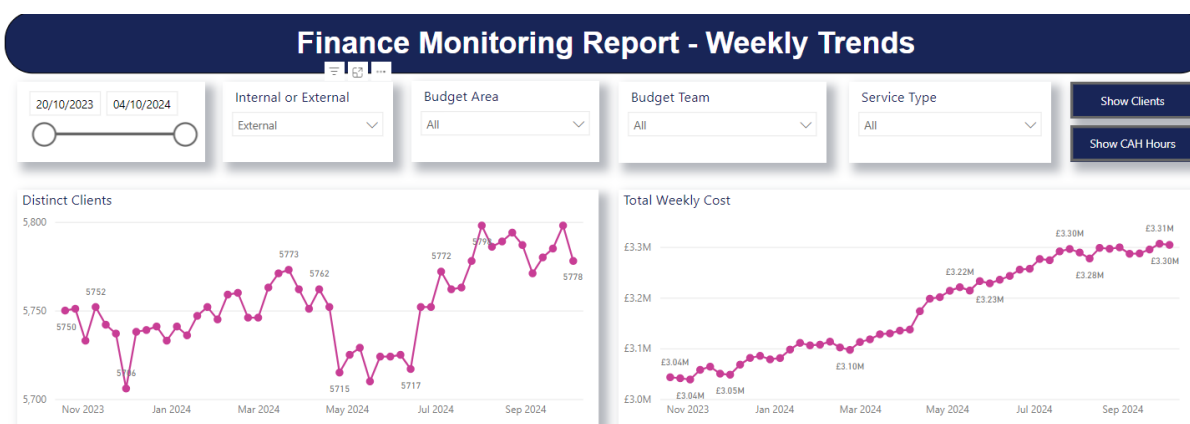 Finance Monitoring Report - Weekly Trends
20/10/2023 04/10/2024
Internal or External
External
Budget Area
All
Budget Team
All
Service Type
All
Show Clients
Show CAH Hours
Distinct Clients
5,800
5,750
5,700
5750
5752
5706
5773
5762
5715
5717
5772
5778
Nov 2023 Jan 2024 Mar 2024 May 2024 Jul 2024 Sep 2024
Total Weekly Cost
£3.3M
£3.2M
£3.1M
£3.0M
£3.04M
£3.04M
£3.05M
£3.10M
£3.22M
£3.23M
£3.30M
£3.28M
£3.31M
£3.30M
Nov 2023 Jan 2024 Mar 2024 May 2024 Jul 2024 Sep 2024